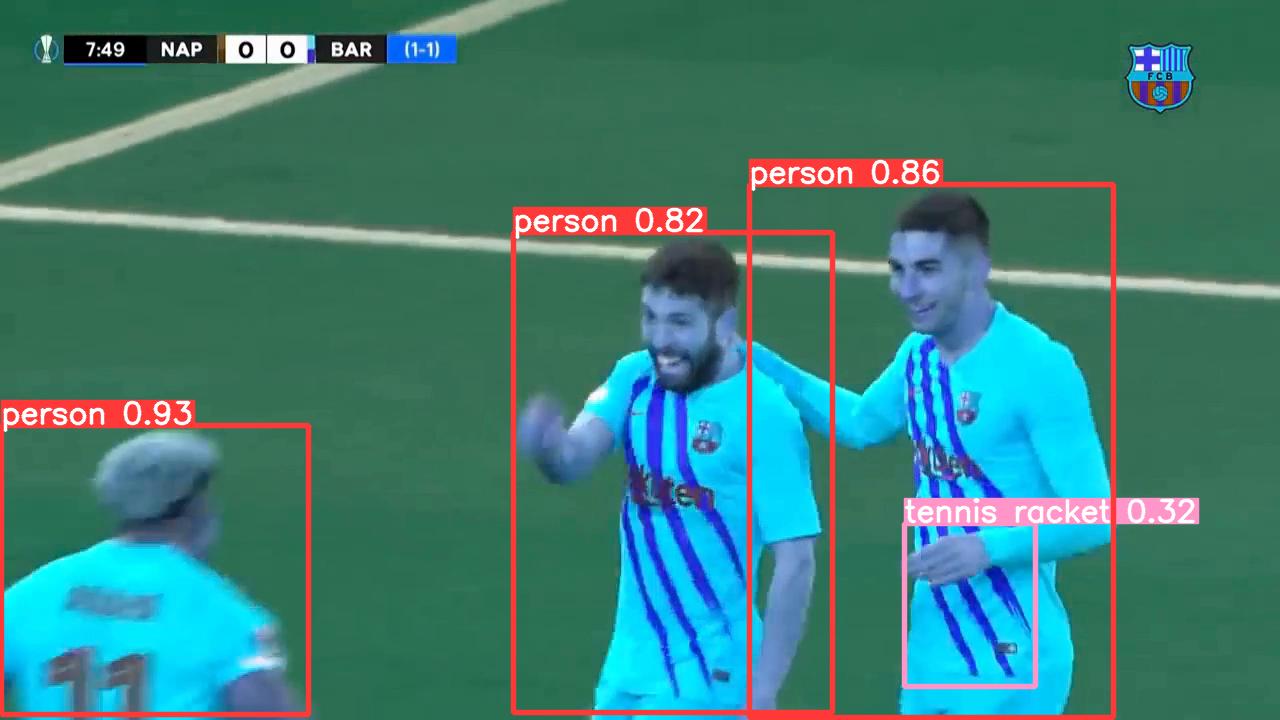 7:49 NAP 0 0 BAR (1-1)
FCB
person 0.86
person 0.82
person 0.93
tennis racket 0.32
11